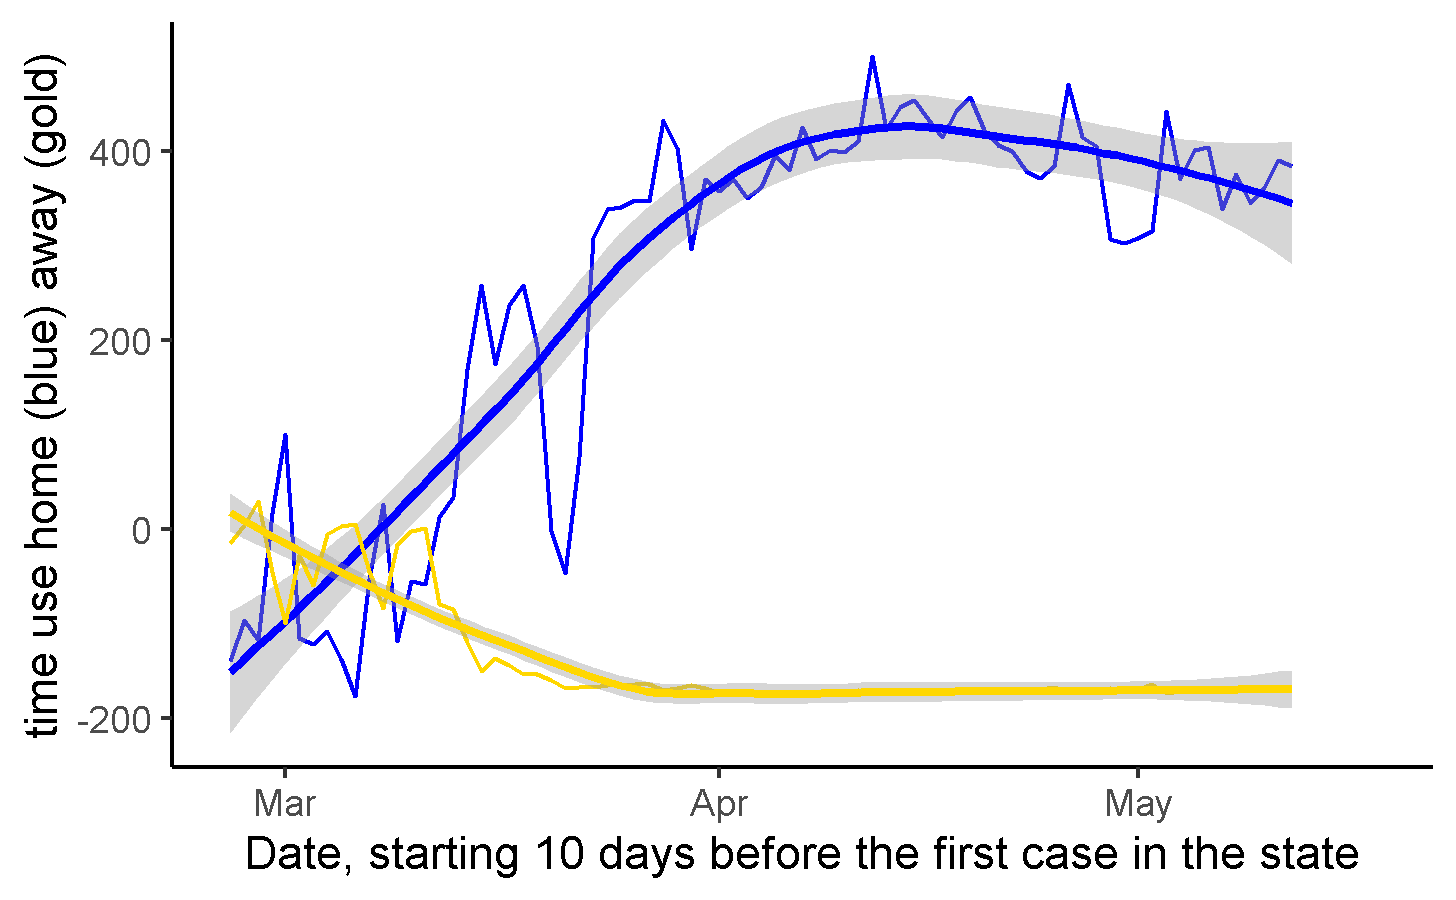 time use home (blue) away (gold)
400
200
0
-200
Mar
Apr
May
Date, starting 10 days before the first case in the state